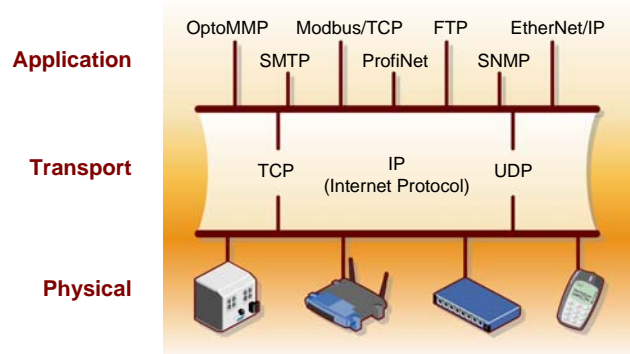 OptoMMP Modbus/TCP FTP EtherNet/IP
Application
SMTP ProfiNet SNMP
Transport
TCP IP UDP
(Internet Protocol)
Physical